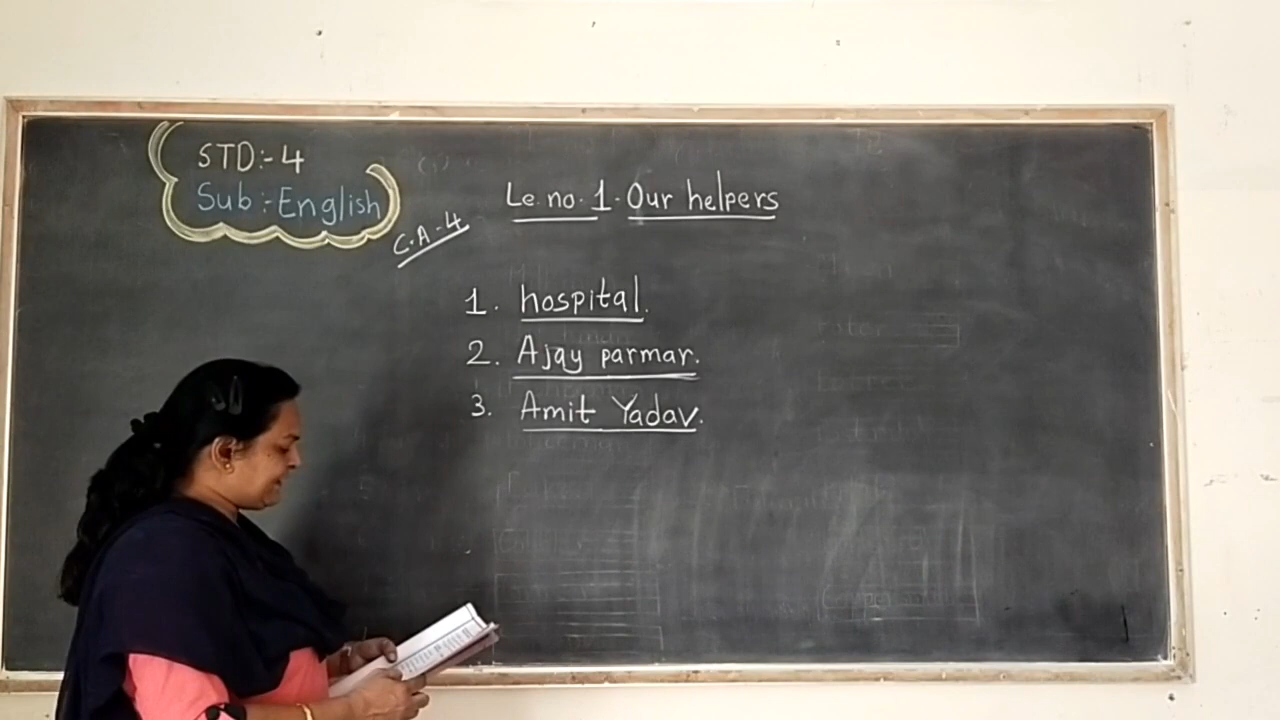 STD:- 4
Sub :- English
C.A-4
Le. no. 1. Our helpers
1. hospital.
2. Ajay parmar.
3. Amit Yadav.